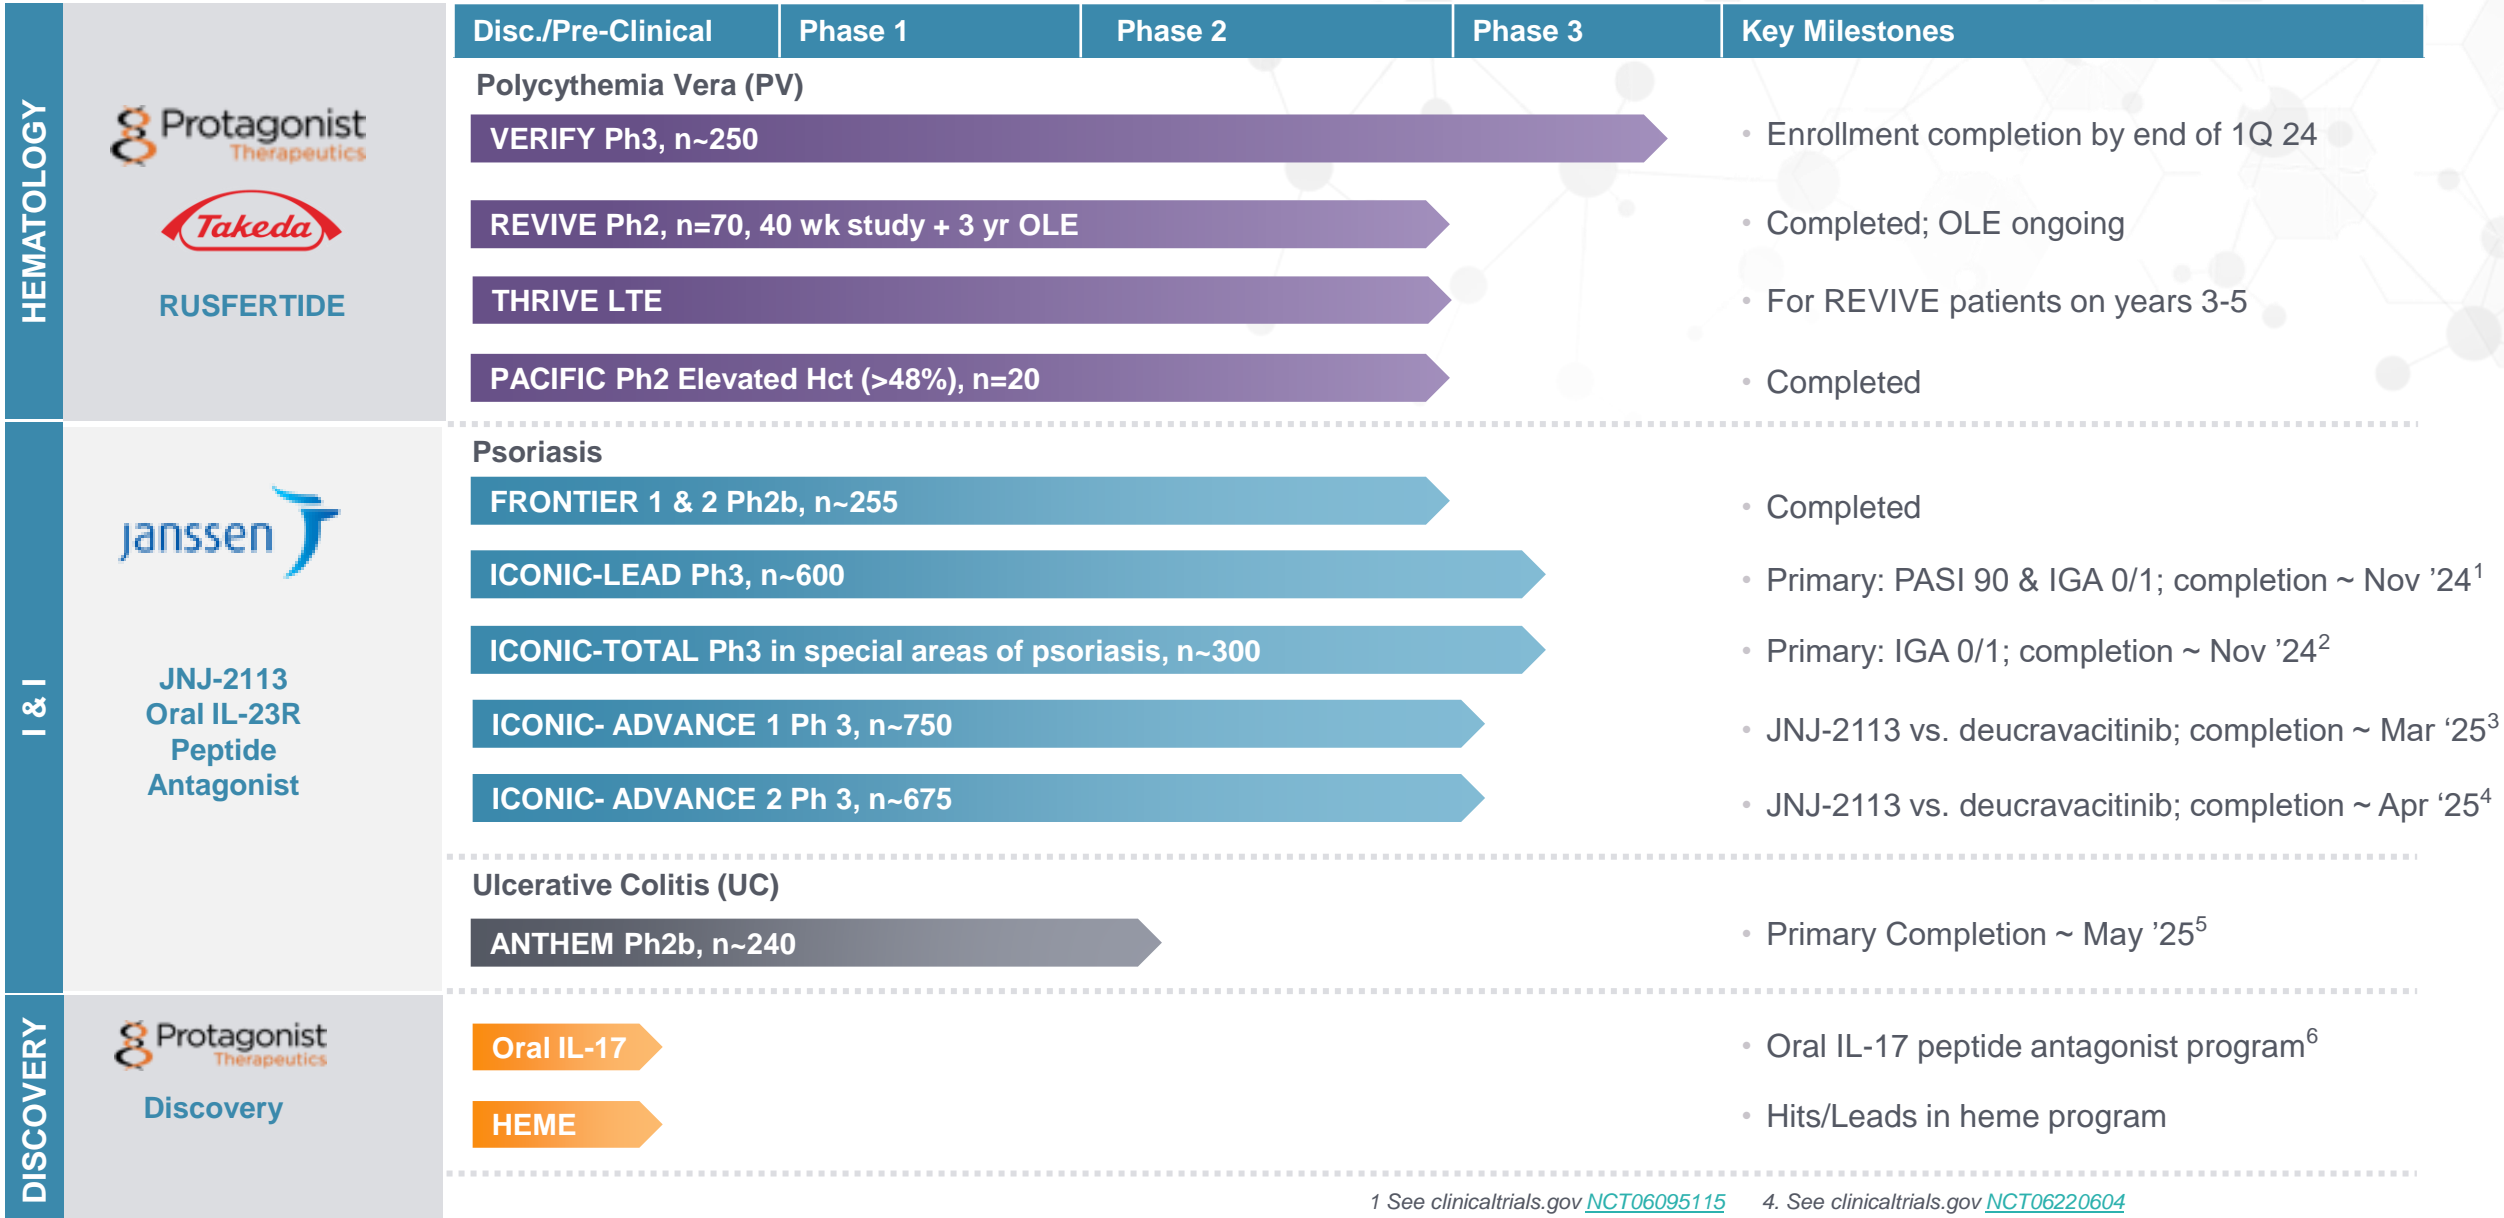 Disc./Pre-Clinical
Phase 1
Phase 2
Phase 3
Key Milestones
HEMATOLOGY
Protagonist
Therapeutics
Takeda
RUSFERTIDE
Polycythemia Vera (PV)
VERIFY Ph3, n~250
• Enrollment completion by end of 1Q 24
REVIVE Ph2, n=70, 40 wk study + 3 yr OLE
• Completed; OLE ongoing
THRIVE LTE
• For REVIVE patients on years 3-5
PACIFIC Ph2 Elevated Hct (>48%), n=20
• Completed
I & I
janssen
JNJ-2113
Oral IL-23R
Peptide
Antagonist
Psoriasis
FRONTIER 1 & 2 Ph2b, n~255
• Completed
ICONIC-LEAD Ph3, n~600
• Primary: PASI 90 & IGA 0/1; completion ~ Nov ’24¹
ICONIC-TOTAL Ph3 in special areas of psoriasis, n~300
• Primary: IGA 0/1; completion ~ Nov ’24²
ICONIC- ADVANCE 1 Ph 3, n~750
• JNJ-2113 vs. deucravacitinib; completion ~ Mar ‘25³
ICONIC- ADVANCE 2 Ph 3, n~675
• JNJ-2113 vs. deucravacitinib; completion ~ Apr ‘25⁴
Ulcerative Colitis (UC)
ANTHEM Ph2b, n~240
• Primary Completion ~ May ’25⁵
DISCOVERY
Protagonist
Therapeutics
Discovery
Oral IL-17
• Oral IL-17 peptide antagonist program⁶
HEME
• Hits/Leads in heme program
1 See clinicaltrials.gov NCT06095115
4. See clinicaltrials.gov NCT06220604